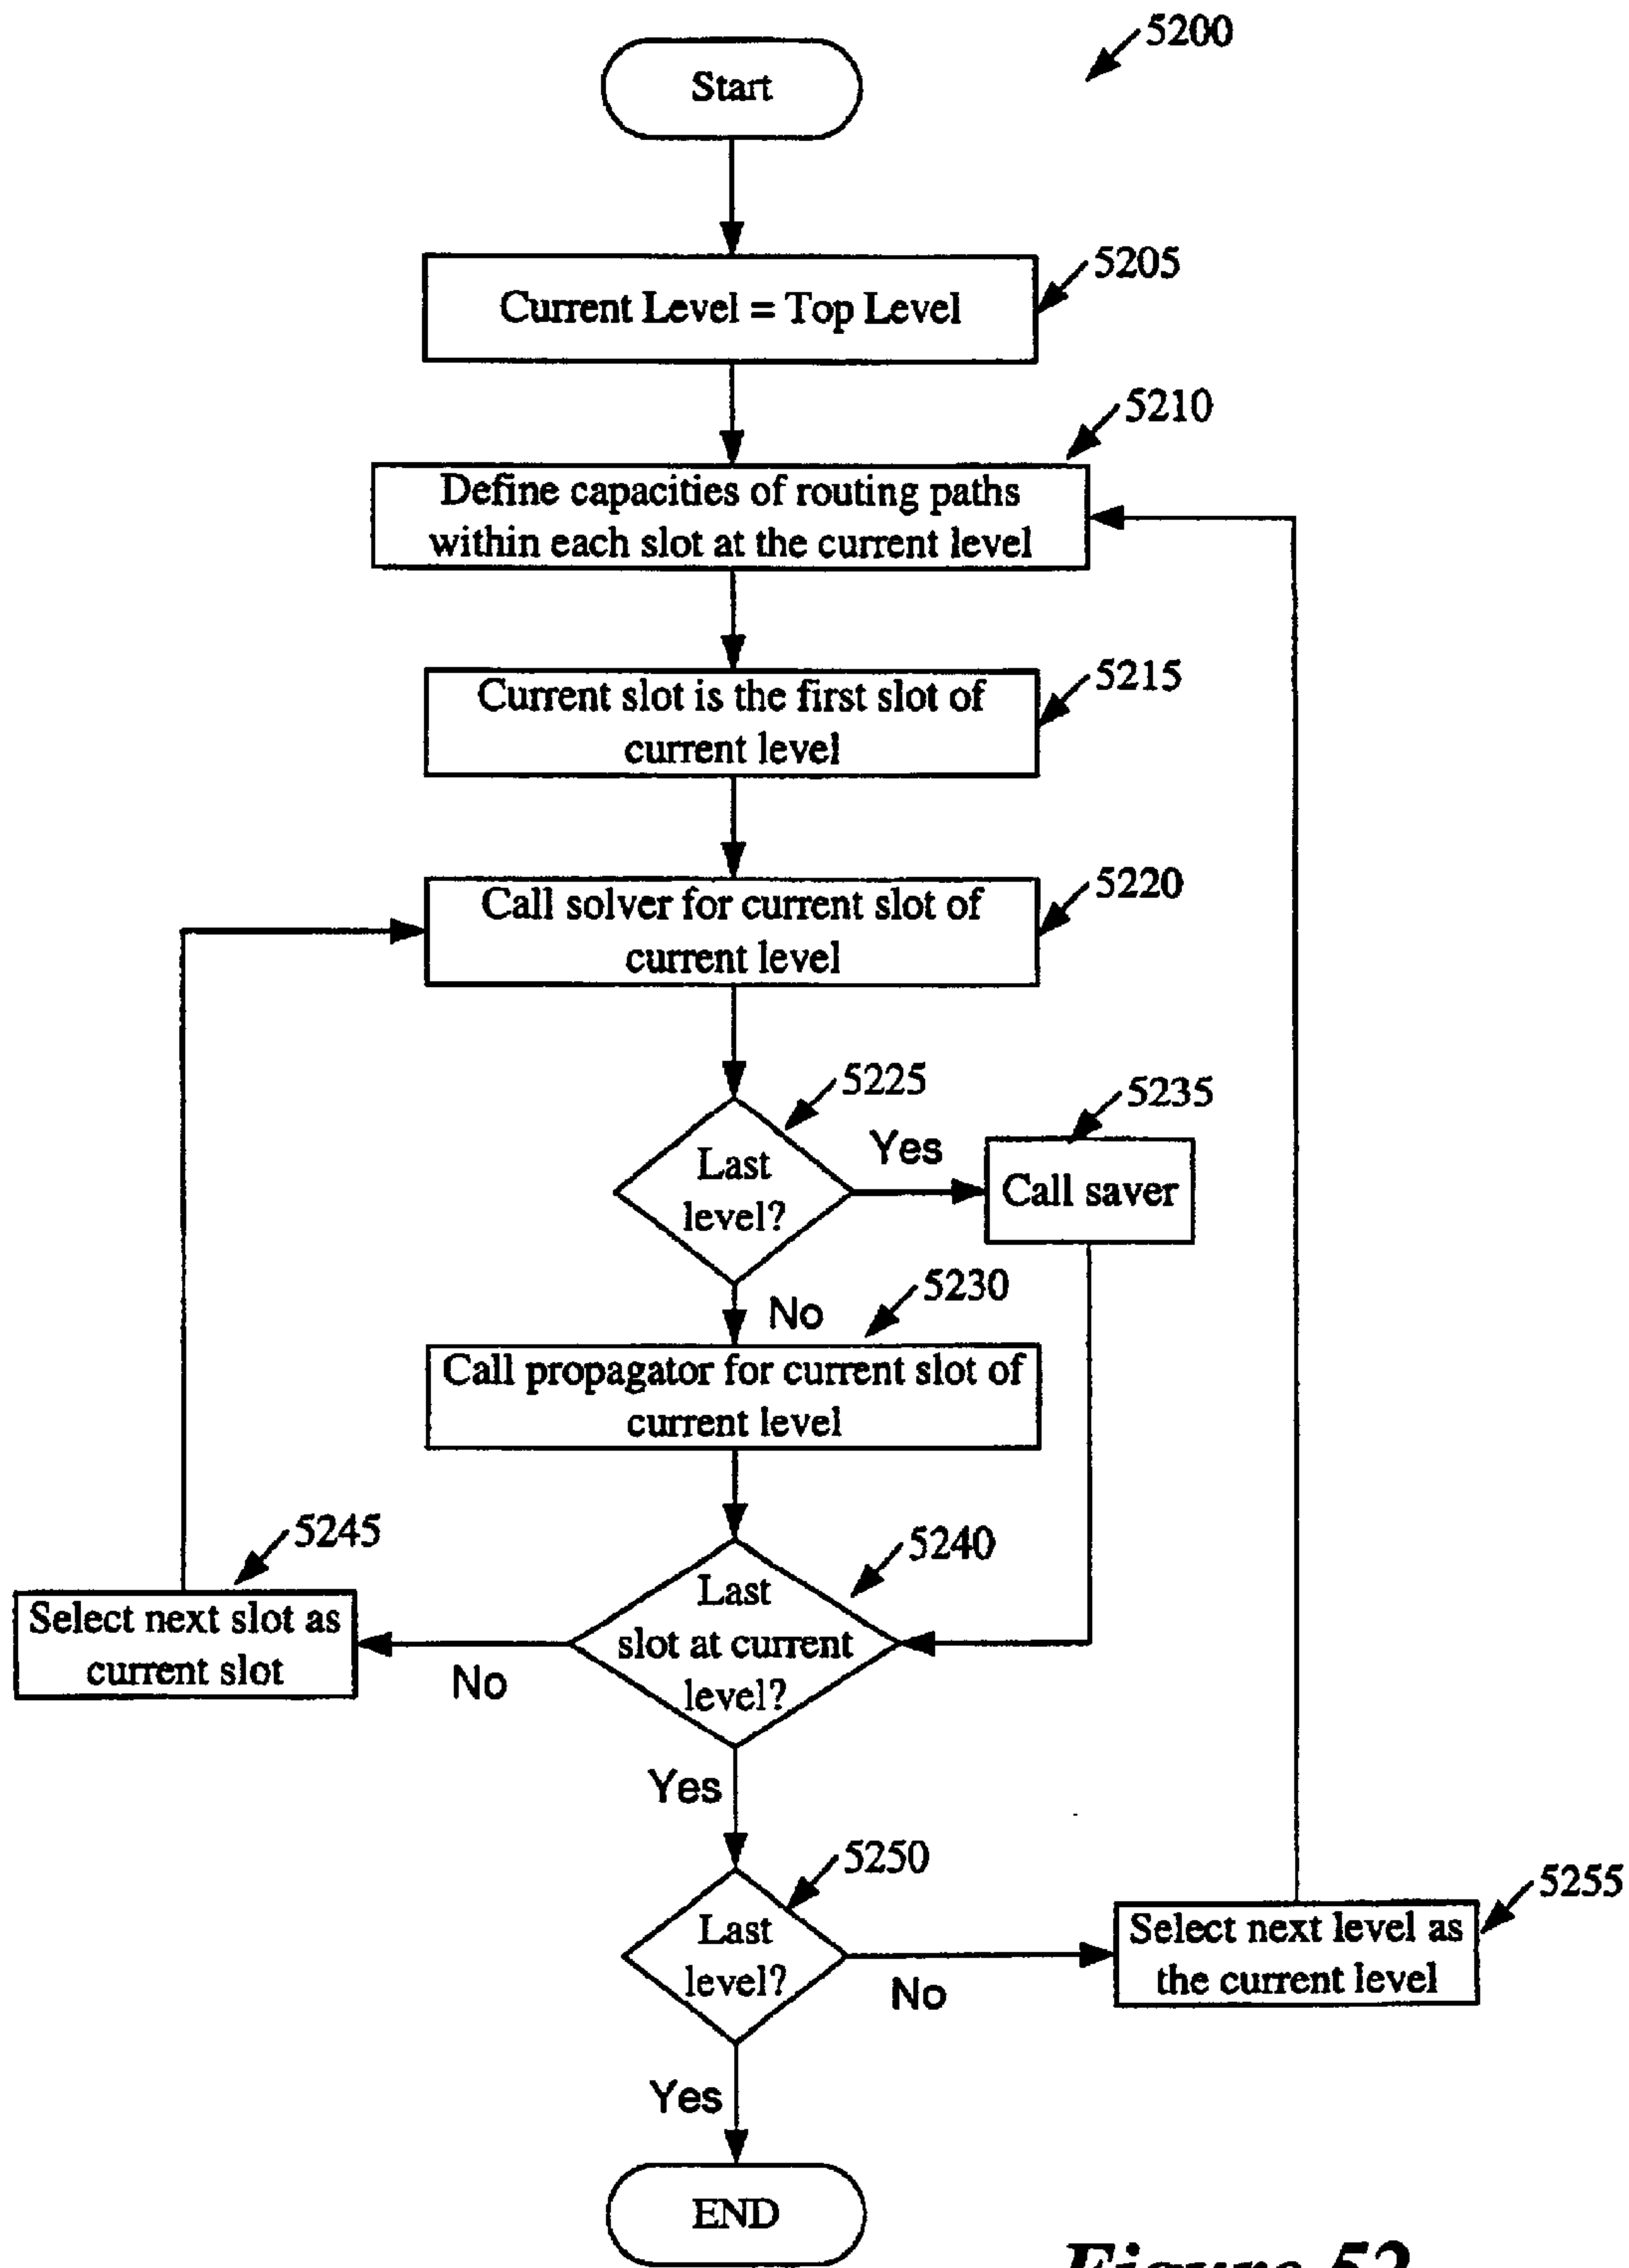 5200
Start
5205
Current Level = Top Level
5210
Define capacities of routing paths
within each slot at the current level
5215
Current slot is the first slot of
current level
5220
Call solver for current slot of
current level
5225
Last
level?
Yes
5235
Call saver
No
5230
Call propagator for current slot of
current level
5240
Last
slot at current
level?
5245
Select next slot as
current slot
No
Yes
5250
Last
level?
No
5255
Select next level as
the current level
Yes
END
Figure 52